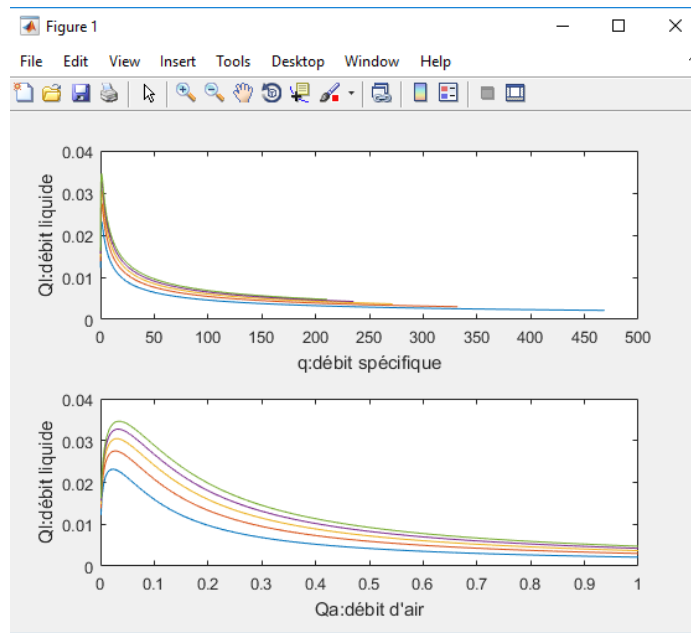 Figure 1
File Edit View Insert Tools Desktop Window Help
0.04
0.03
0.02
0.01
0
Ql:débit liquide
0 50 100 150 200 250 300 350 400 450 500
q:débit spécifique
0.04
0.03
0.02
0.01
0
Ql:débit liquide
0 0.1 0.2 0.3 0.4 0.5 0.6 0.7 0.8 0.9 1
Qa:débit d'air